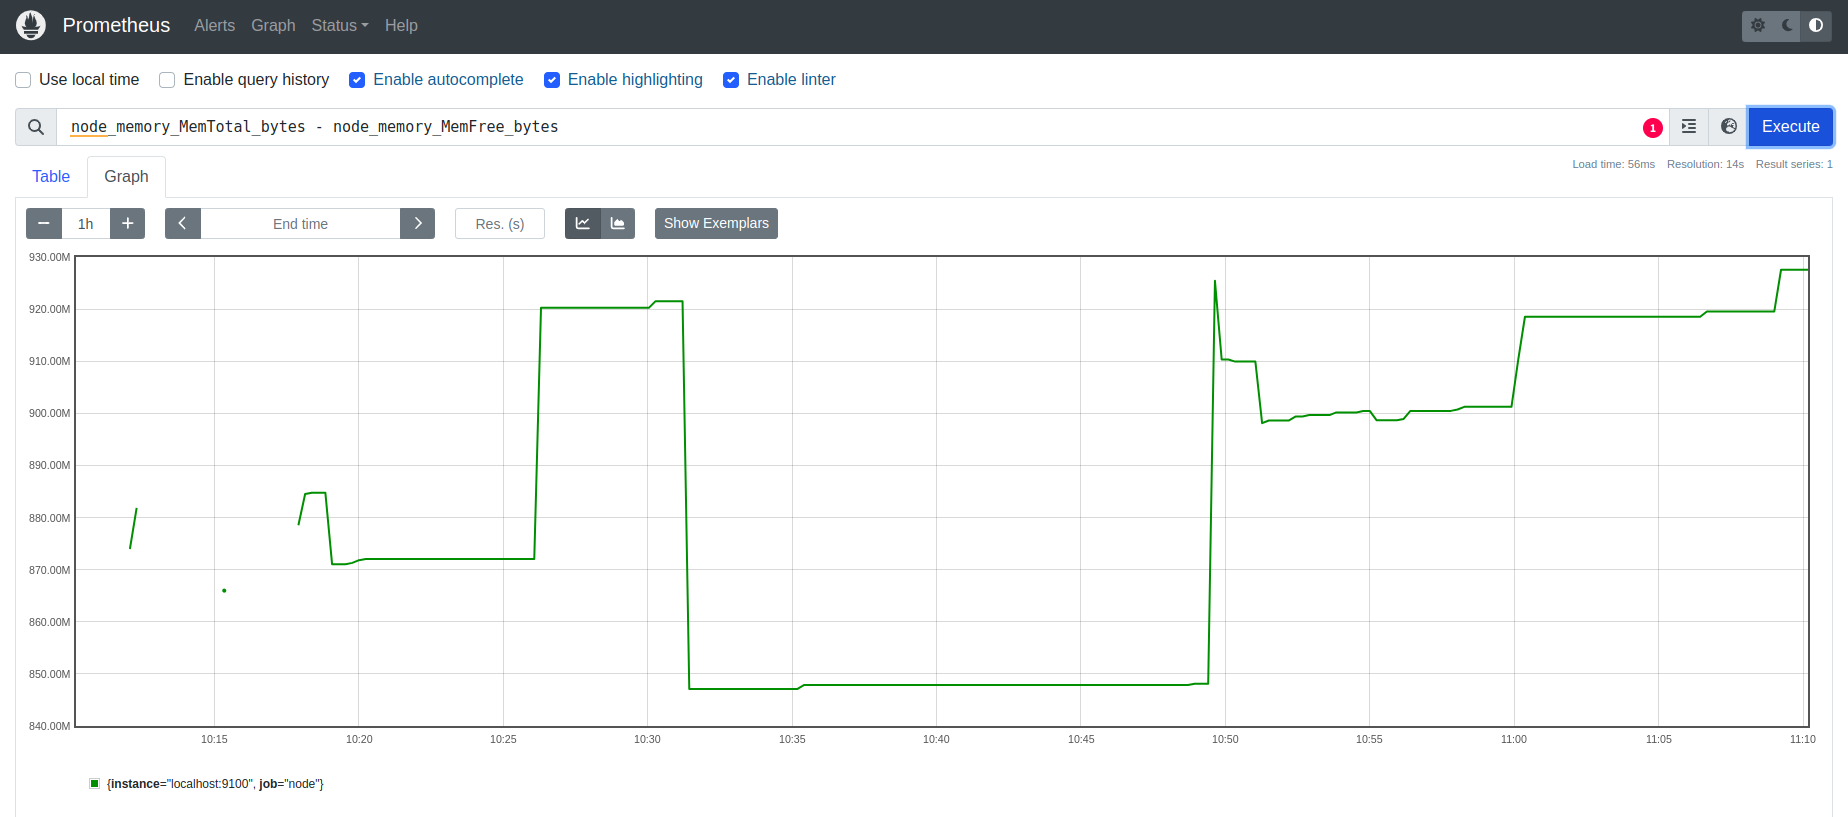 Prometheus Alerts Graph Status Help
Use local time Enable query history Enable autocomplete Enable highlighting Enable linter
node_memory_MemTotal_bytes - node_memory_MemFree_bytes 1 Execute
Load time: 56ms Resolution: 14s Result series: 1
Table Graph
1h End time Res. (s) Show Exemplars
930.00M
920.00M
910.00M
900.00M
890.00M
880.00M
870.00M
860.00M
850.00M
840.00M
10:15 10:20 10:25 10:30 10:35 10:40 10:45 10:50 10:55 11:00 11:05 11:10
{instance="localhost:9100", job="node"}